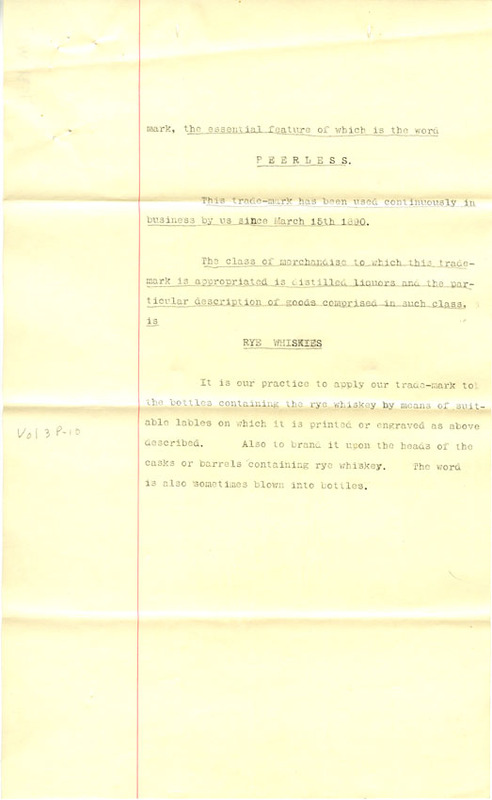 mark, the essential feature of which is the word
PEERLESS.
This trade-mark has been used continuously in
business by us since March 15th 1890.
The class of merchandise to which this trade-
mark is appropriated is distilled liquors and the par-
ticular description of goods comprised in such class,
is
RYE WHISKIES
It is our practice to apply our trade-mark to
the bottles containing the rye whiskey by means of suit-
able lables on which it is printed or engraved as above
described. Also to brand it upon the heads of the
casks or barrels containing rye whiskey. The word
is also sometimes blown into bottles.
Vol 3 P-10